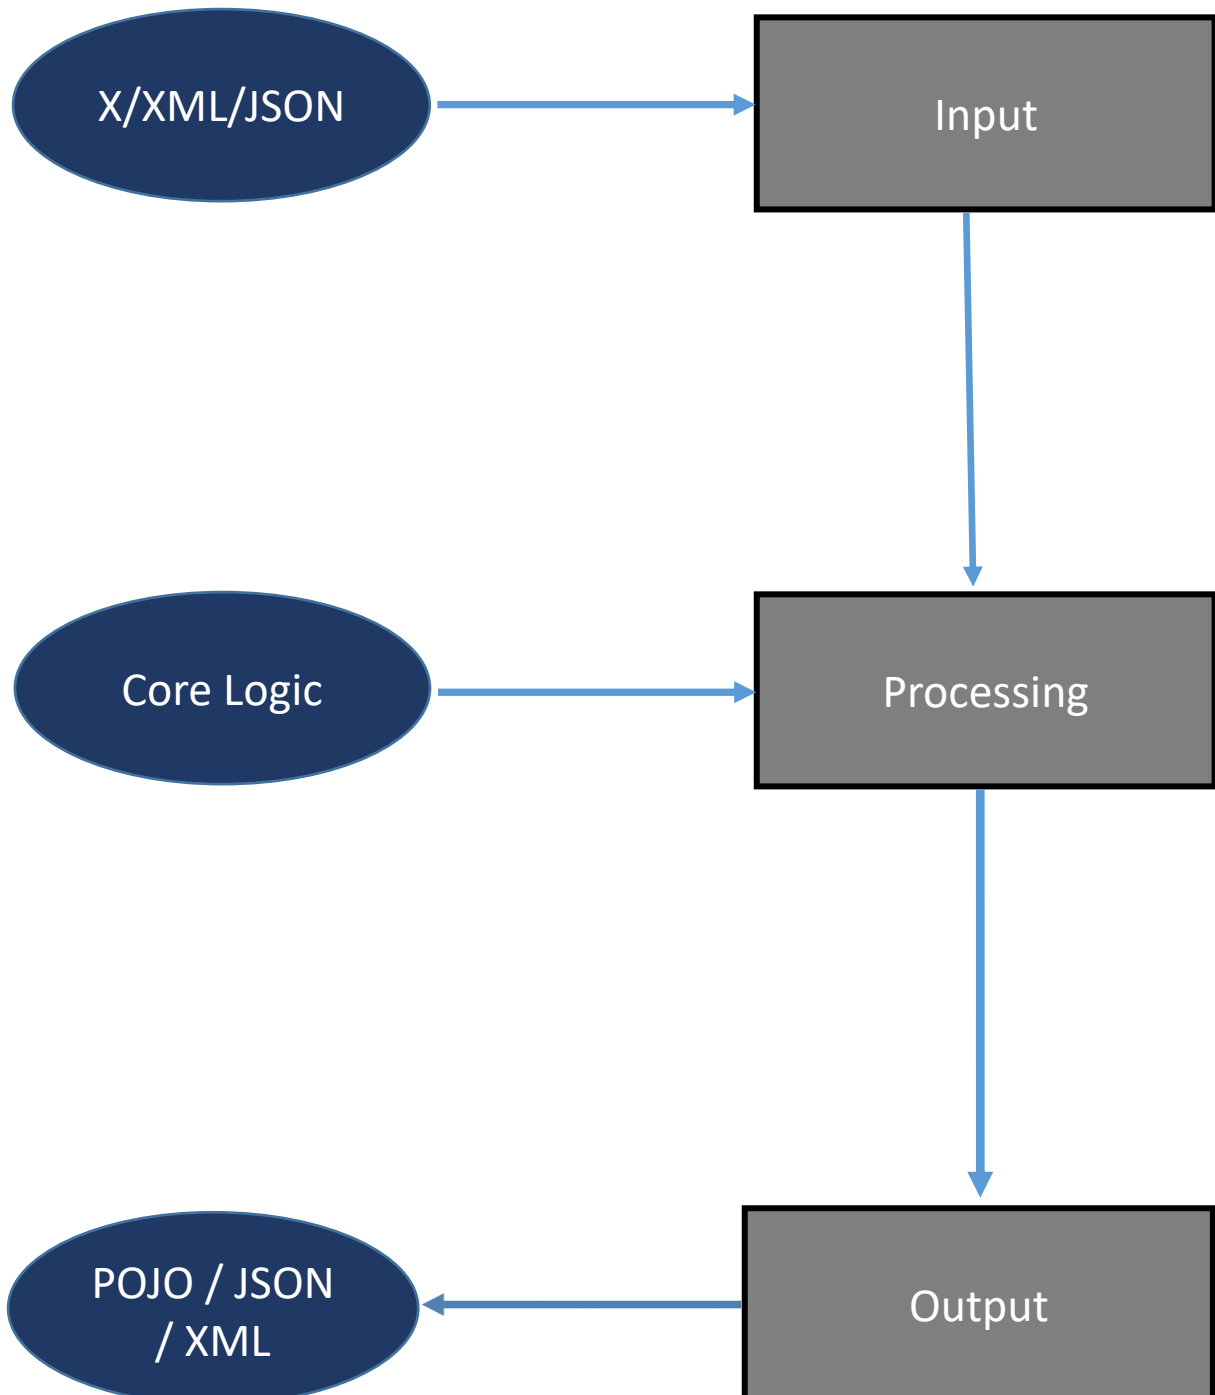 X/XML/JSON
Input
Core Logic
Processing
POJO / JSON
/ XML
Output